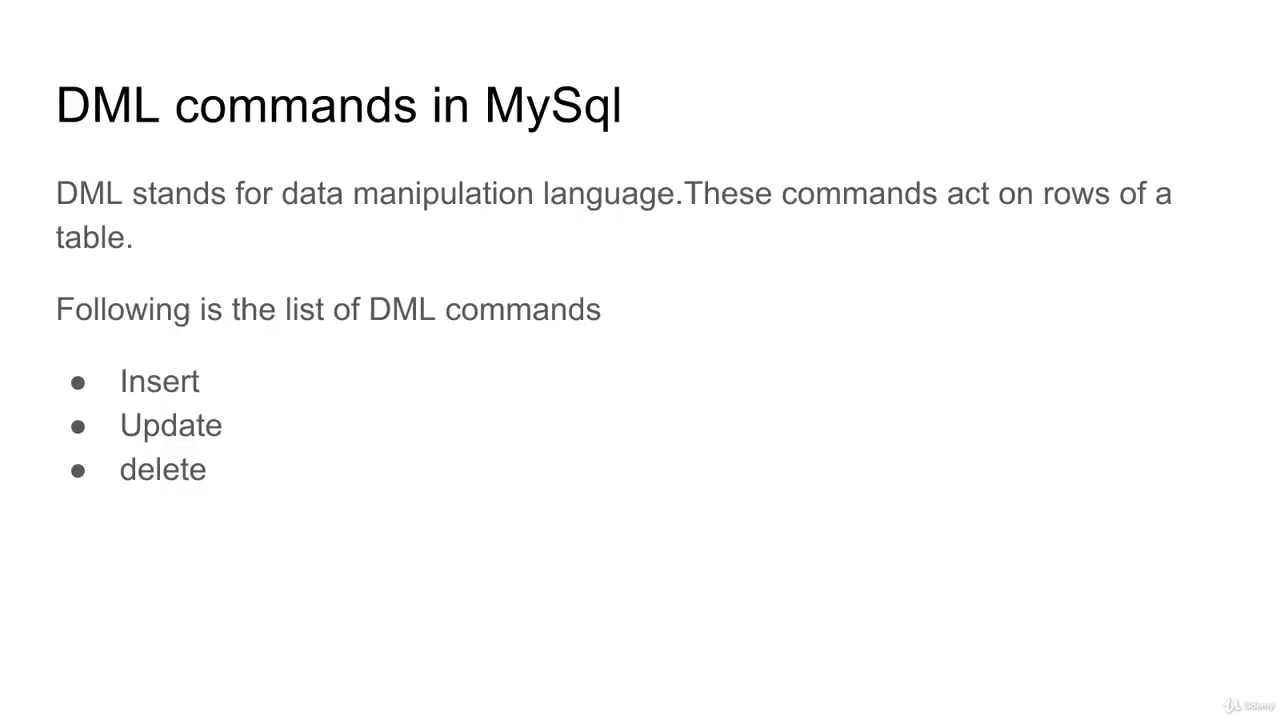 DML commands in MySql
DML stands for data manipulation language.These commands act on rows of a
table.
Following is the list of DML commands
● Insert
● Update
● delete
Udemy